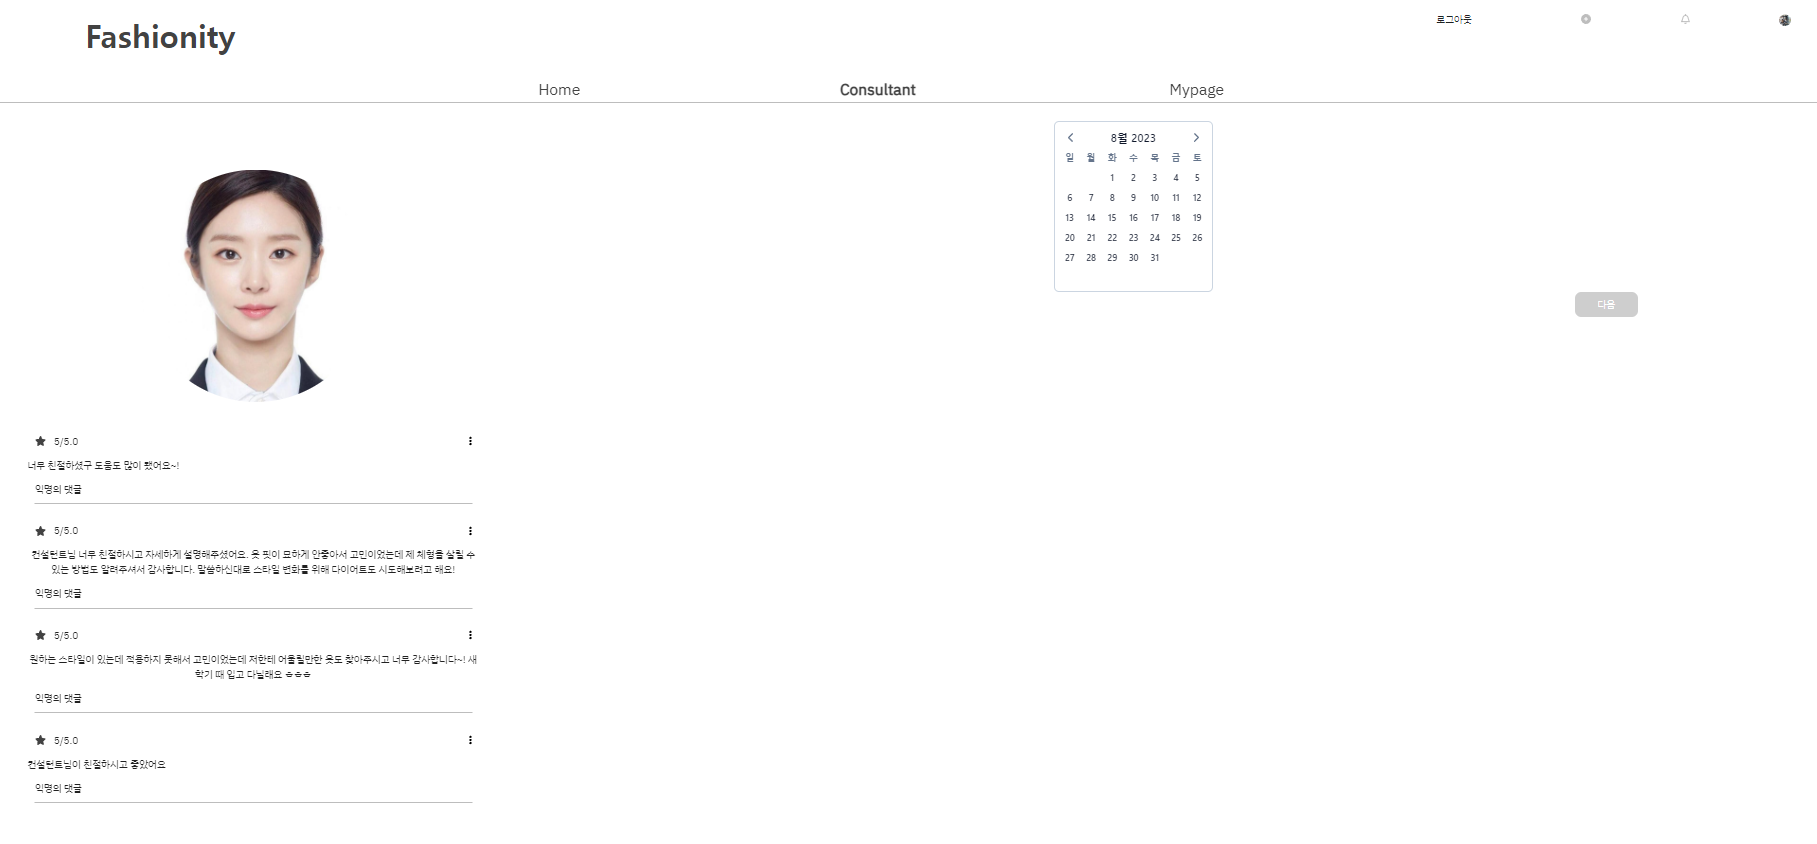 Fashionity
로그아웃
Home Consultant Mypage
8월 2023
일 월 화 수 목 금 토
1 2 3 4 5
6 7 8 9 10 11 12
13 14 15 16 17 18 19
20 21 22 23 24 25 26
27 28 29 30 31
다음
5/5.0
너무 친절하셨구 도움도 많이 됐어요~!
익명의 댓글
5/5.0
컨설턴트님 너무 친절하시고 자세하게 설명해주셨어요. 옷 핏이 묘하게 안좋아서 고민이었는데 제 체형을 살릴 수
있는 방법도 알려주셔서 감사합니다. 말씀하신대로 스타일 변화를 위해 다이어트도 시도해보려고 해요!
익명의 댓글
5/5.0
원하는 스타일이 있는데 적용하지 못해서 고민이었는데 저한테 어울릴만한 옷도 찾아주시고 너무 감사합니다~! 새
학기 때 입고 다닐래요 ㅎㅎㅎ
익명의 댓글
5/5.0
컨설턴트님이 친절하시고 좋았어요
익명의 댓글